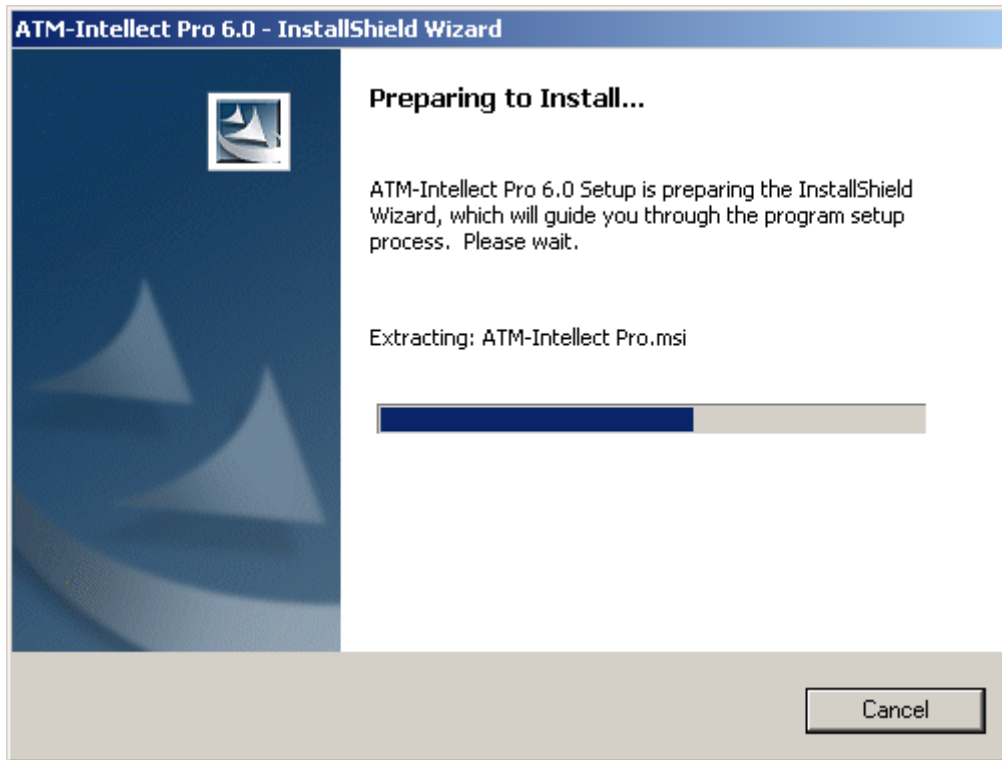 ATM-Intellect Pro 6.0 - InstallShield Wizard
Preparing to Install...
ATM-Intellect Pro 6.0 Setup is preparing the InstallShield
Wizard, which will guide you through the program setup
process.  Please wait.
Extracting: ATM-Intellect Pro.msi
Cancel